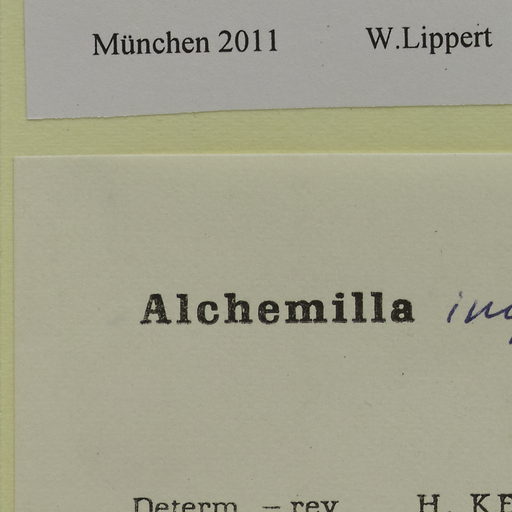 München 2011 W.Lippert
Alchemilla
Determ. – rev. H.